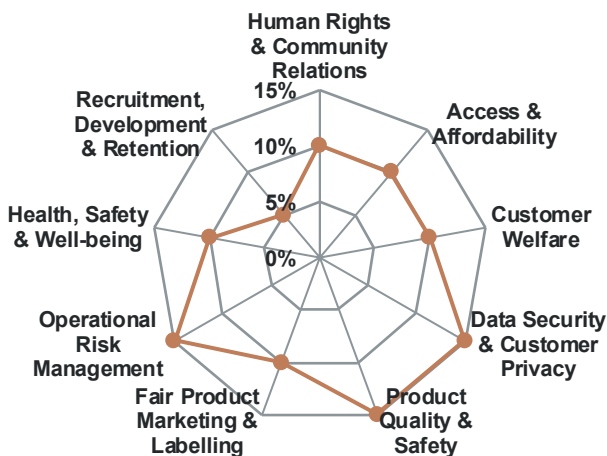 Human Rights
& Community
Relations
15%
10%
5%
0%
Access &
Affordability
Customer
Welfare
Data Security
& Customer
Privacy
Product
Quality &
Safety
Fair Product
Marketing &
Labelling
Operational
Risk
Management
Health, Safety
& Well-being
Recruitment,
Development
& Retention